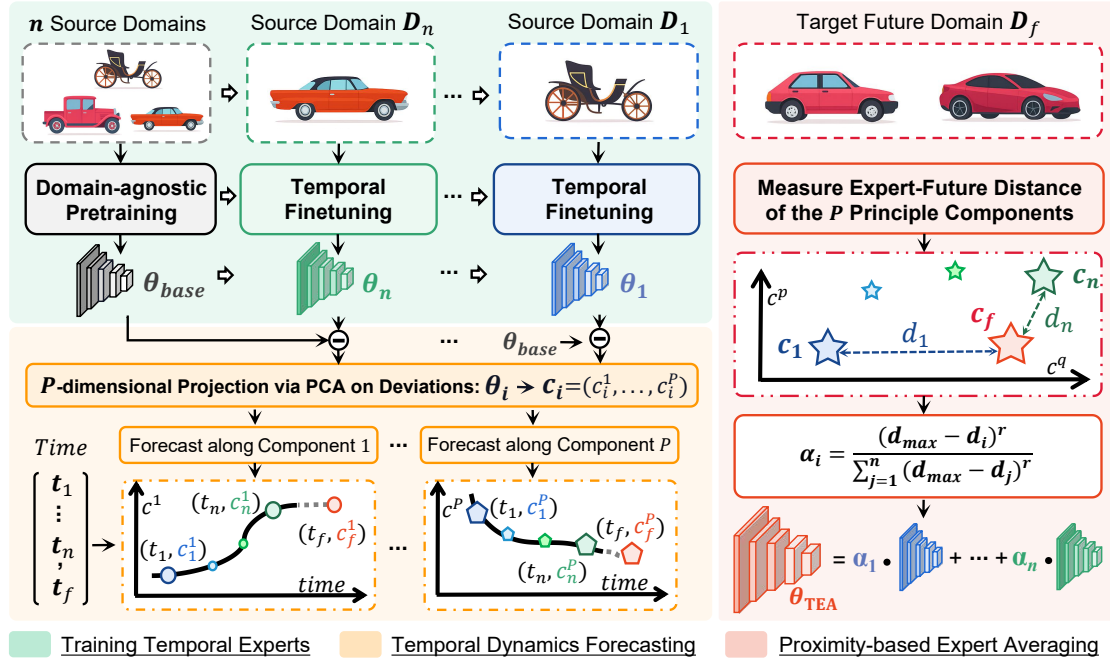 n Source Domains
Source Domain D_n
Source Domain D_1
...
Domain-agnostic
Pretraining
Temporal
Finetuning
...
Temporal
Finetuning
θ_base
θ_n
...
θ_1
... θ_base
P-dimensional Projection via PCA on Deviations: θ_i → c_i=(c_i^1, . . . , c_i^P)
Time
Forecast along Component 1
...
Forecast along Component P
t_1
⋮
t_n
,
t_f
c^1
(t_n, c_n^1)
(t_1, c_1^1)
(t_f, c_f^1)
time
...
c^P
(t_1, c_1^P)
(t_f, c_f^P)
(t_n, c_n^P)
time
Target Future Domain D_f
Measure Expert-Future Distance
of the P Principle Components
c^p
c_n
c_f
d_n
c_1
d_1
c^q
α_i = (d_max − d_i)^r / ∑_{j=1}^n (d_max − d_j)^r
= α_1 • + ··· + α_n •
θ_TEA
Training Temporal Experts
Temporal Dynamics Forecasting
Proximity-based Expert Averaging